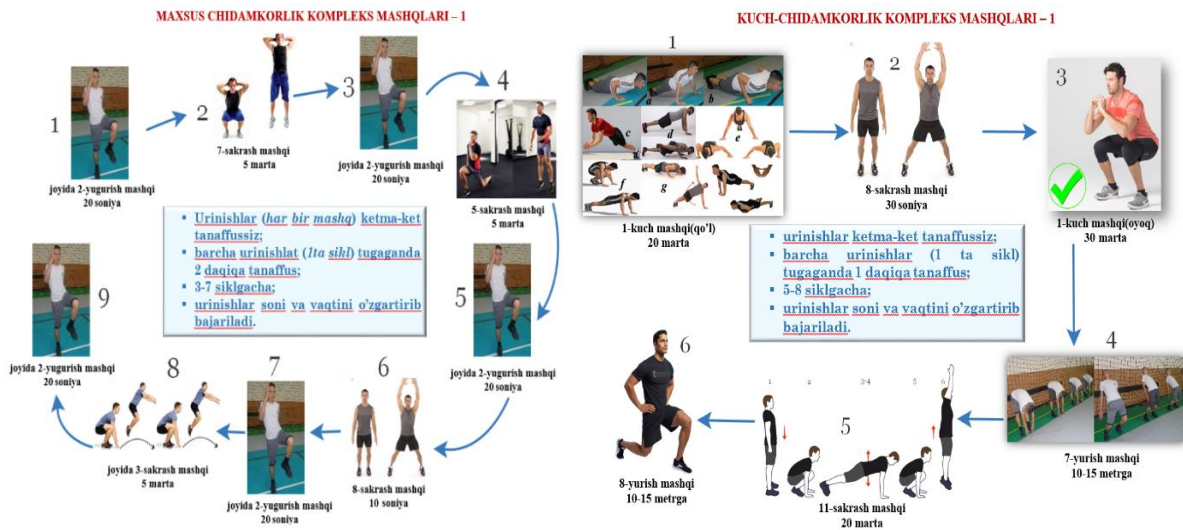 MAXSUS CHIDAMKORLIK KOMPLEKS MASHQLARI – 1
1
joyida 2-yugurish mashqi
20 soniya
2
7-sakrash mashqi
5 marta
3
joyida 2-yugurish mashqi
20 soniya
4
5-sakrash mashqi
5 marta
5
joyida 2-yugurish mashqi
20 soniya
6
8-sakrash mashqi
10 soniya
7
joyida 2-yugurish mashqi
20 soniya
8
joyida 3-sakrash mashqi
5 marta
9
joyida 2-yugurish mashqi
20 soniya
▪ Urinishlar (har bir mashq) ketma-ket
tanaffussiz;
▪ barcha urinishlat (1ta sikl) tugaganda
2 daqiqa tanaffus;
▪ 3-7 siklgacha;
▪ urinishlar soni va vaqtini o’zgartirib
bajariladi.
KUCH-CHIDAMKORLIK KOMPLEKS MASHQLARI – 1
1
a b
c d e
f g
1-kuch mashqi(qo’l)
20 marta
2
8-sakrash mashqi
30 soniya
3
1-kuch mashqi(oyoq)
30 marta
4
7-yurish mashqi
10-15 metrga
1 2 3-4 5 6
5
11-sakrash mashqi
20 marta
6
8-yurish mashqi
10-15 metrga
▪ urinishlar ketma-ket tanaffussiz;
▪ barcha urinishlar (1 ta sikl)
tugaganda 1 daqiqa tanaffus;
▪ 5-8 siklgacha;
▪ urinishlar soni va vaqtini o’zgartirib
bajariladi.